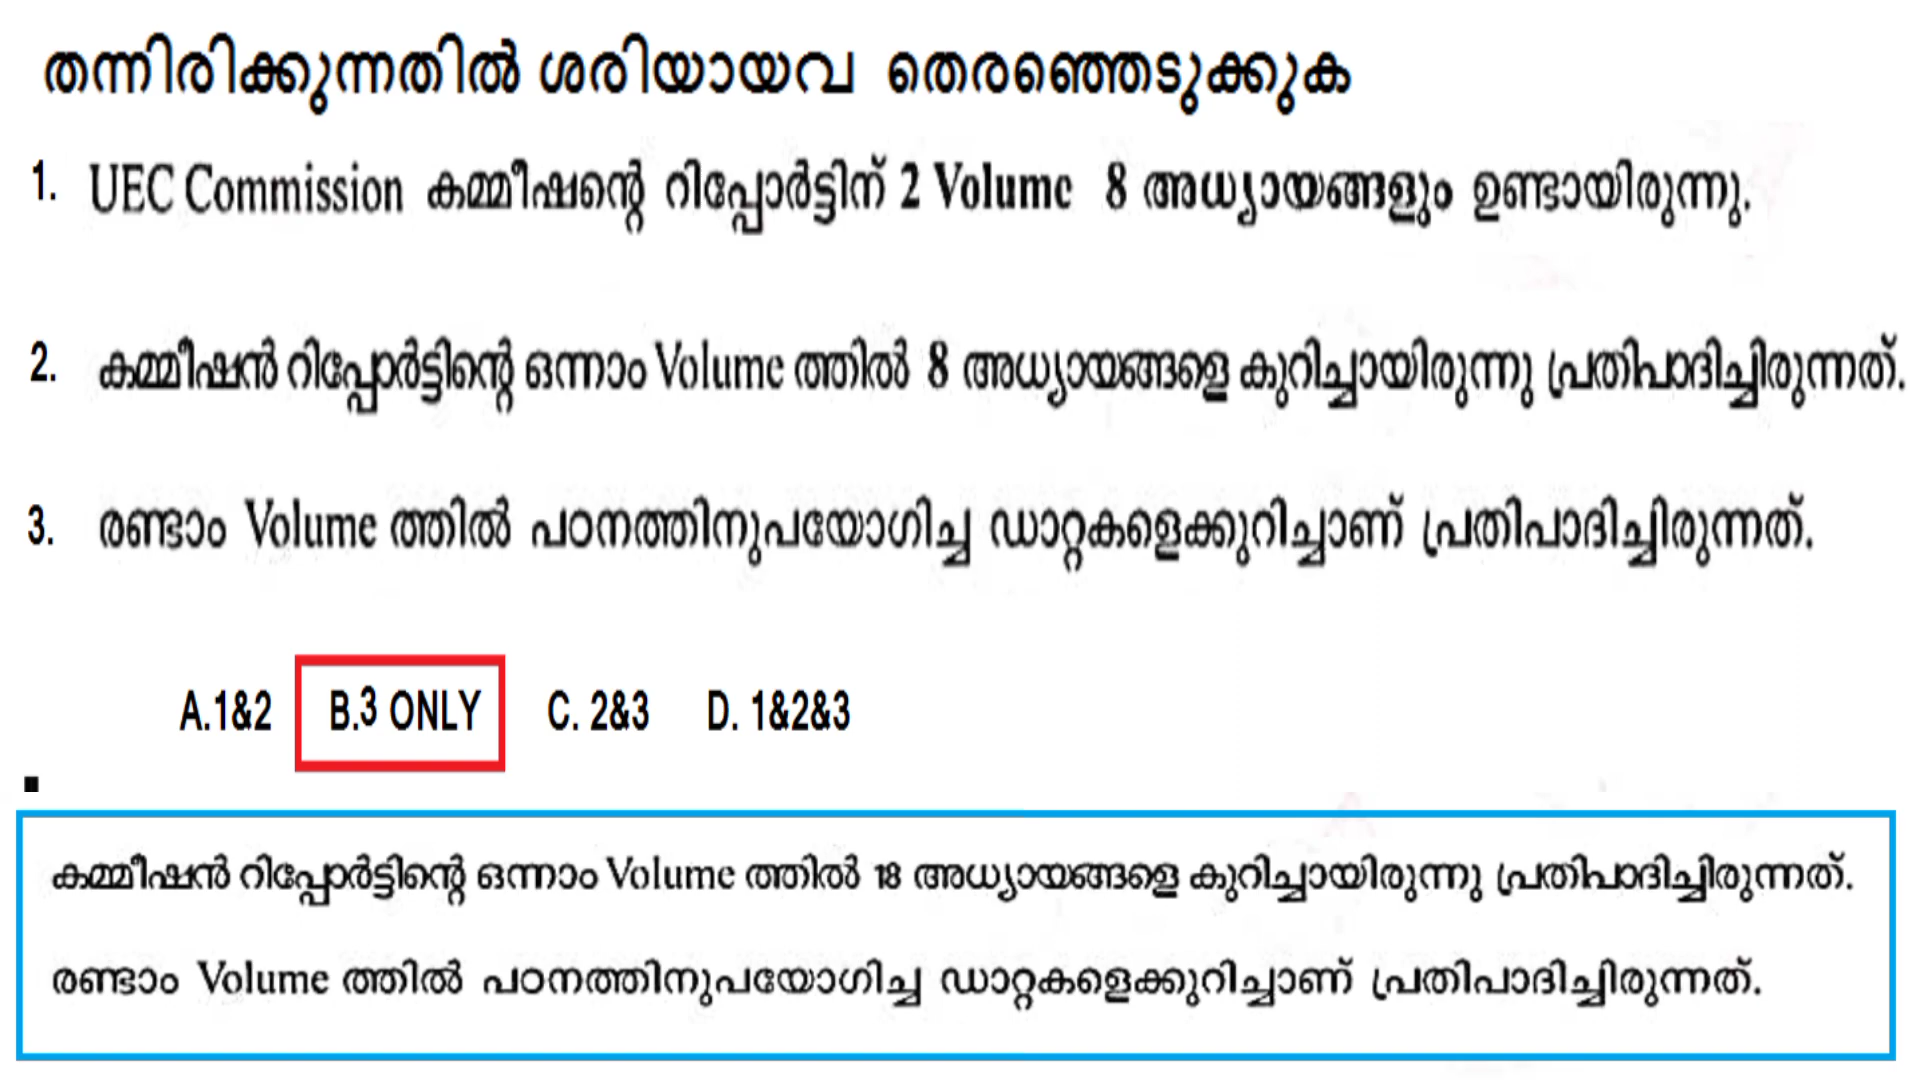 തന്നിരിക്കുന്നതിൽ ശരിയായവ തെരഞ്ഞെടുക്കുക
1. UEC Commission കമ്മീഷന്റെ റിപ്പോർട്ടിന് 2 Volume 8 അധ്യായങ്ങളും ഉണ്ടായിരുന്നു.
2. കമ്മീഷൻ റിപ്പോർട്ടിന്റെ ഒന്നാം Volume ത്തിൽ 8 അധ്യായങ്ങളെ കുറിച്ചായിരുന്നു പ്രതിപാദിച്ചിരുന്നത്.
3. രണ്ടാം Volume ത്തിൽ പഠനത്തിനുപയോഗിച്ച ഡാറ്റകളെക്കുറിച്ചാണ് പ്രതിപാദിച്ചിരുന്നത്.
A.1&2 B.3 ONLY C. 2&3 D. 1&2&3
കമ്മീഷൻ റിപ്പോർട്ടിന്റെ ഒന്നാം Volume ത്തിൽ 18 അധ്യായങ്ങളെ കുറിച്ചായിരുന്നു പ്രതിപാദിച്ചിരുന്നത്.
രണ്ടാം Volume ത്തിൽ പഠനത്തിനുപയോഗിച്ച ഡാറ്റകളെക്കുറിച്ചാണ് പ്രതിപാദിച്ചിരുന്നത്.